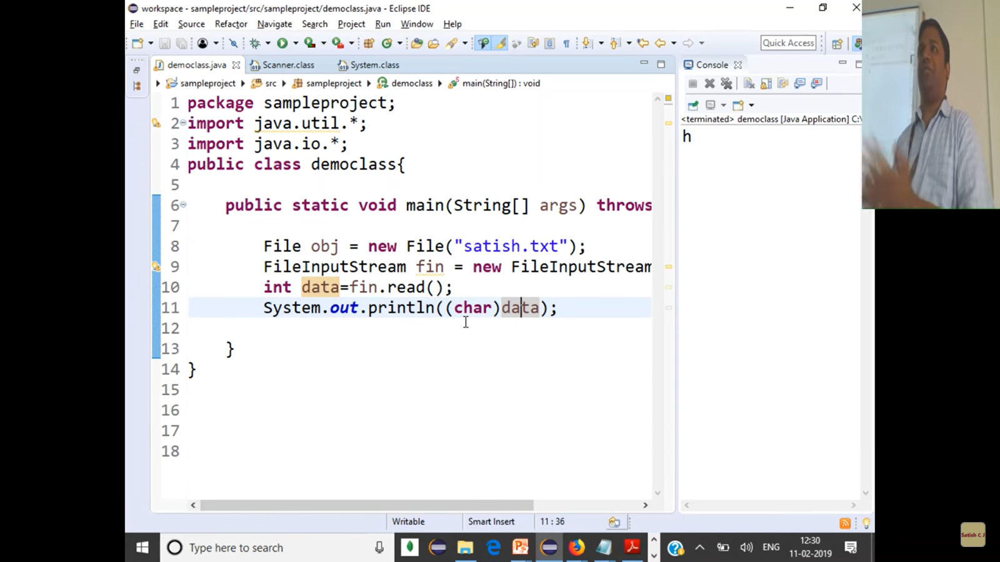 workspace - sampleproject/src/sampleproject/democlass.java - Eclipse IDE
File Edit Source Refactor Navigate Search Project Run Window Help
Quick Access
democlass.java Scanner.class System.class
Console
sampleproject src sampleproject democlass main(String[]) : void
<terminated> democlass [Java Application] C:\
h
1 package sampleproject;
2 import java.util.*;
3 import java.io.*;
4 public class democlass{
5
6 public static void main(String[] args) throws
7
8 File obj = new File("satish.txt");
9 FileInputStream fin = new FileInputStream
10 int data=fin.read();
11 System.out.println((char)data);
12
13 }
14 }
15
16
17
18
Writable Smart Insert 11 : 36
Satish C J
Type here to search
ENG
12:30
11-02-2019